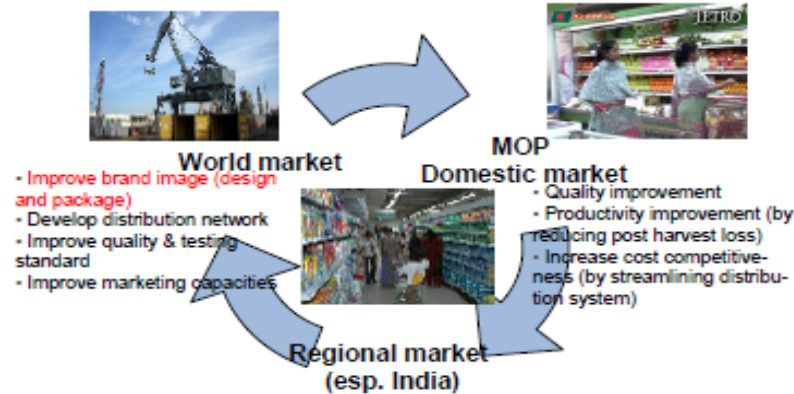 JETRO
World market
- Improve brand image (design
and package)
- Develop distribution network
- Improve quality & testing
standard
- Improve marketing capacities
MOP
Domestic market
- Quality improvement
- Productivity improvement (by
reducing post harvest loss)
- Increase cost competitive-
ness (by streamlining distribu-
tion system)
Regional market
(esp. India)